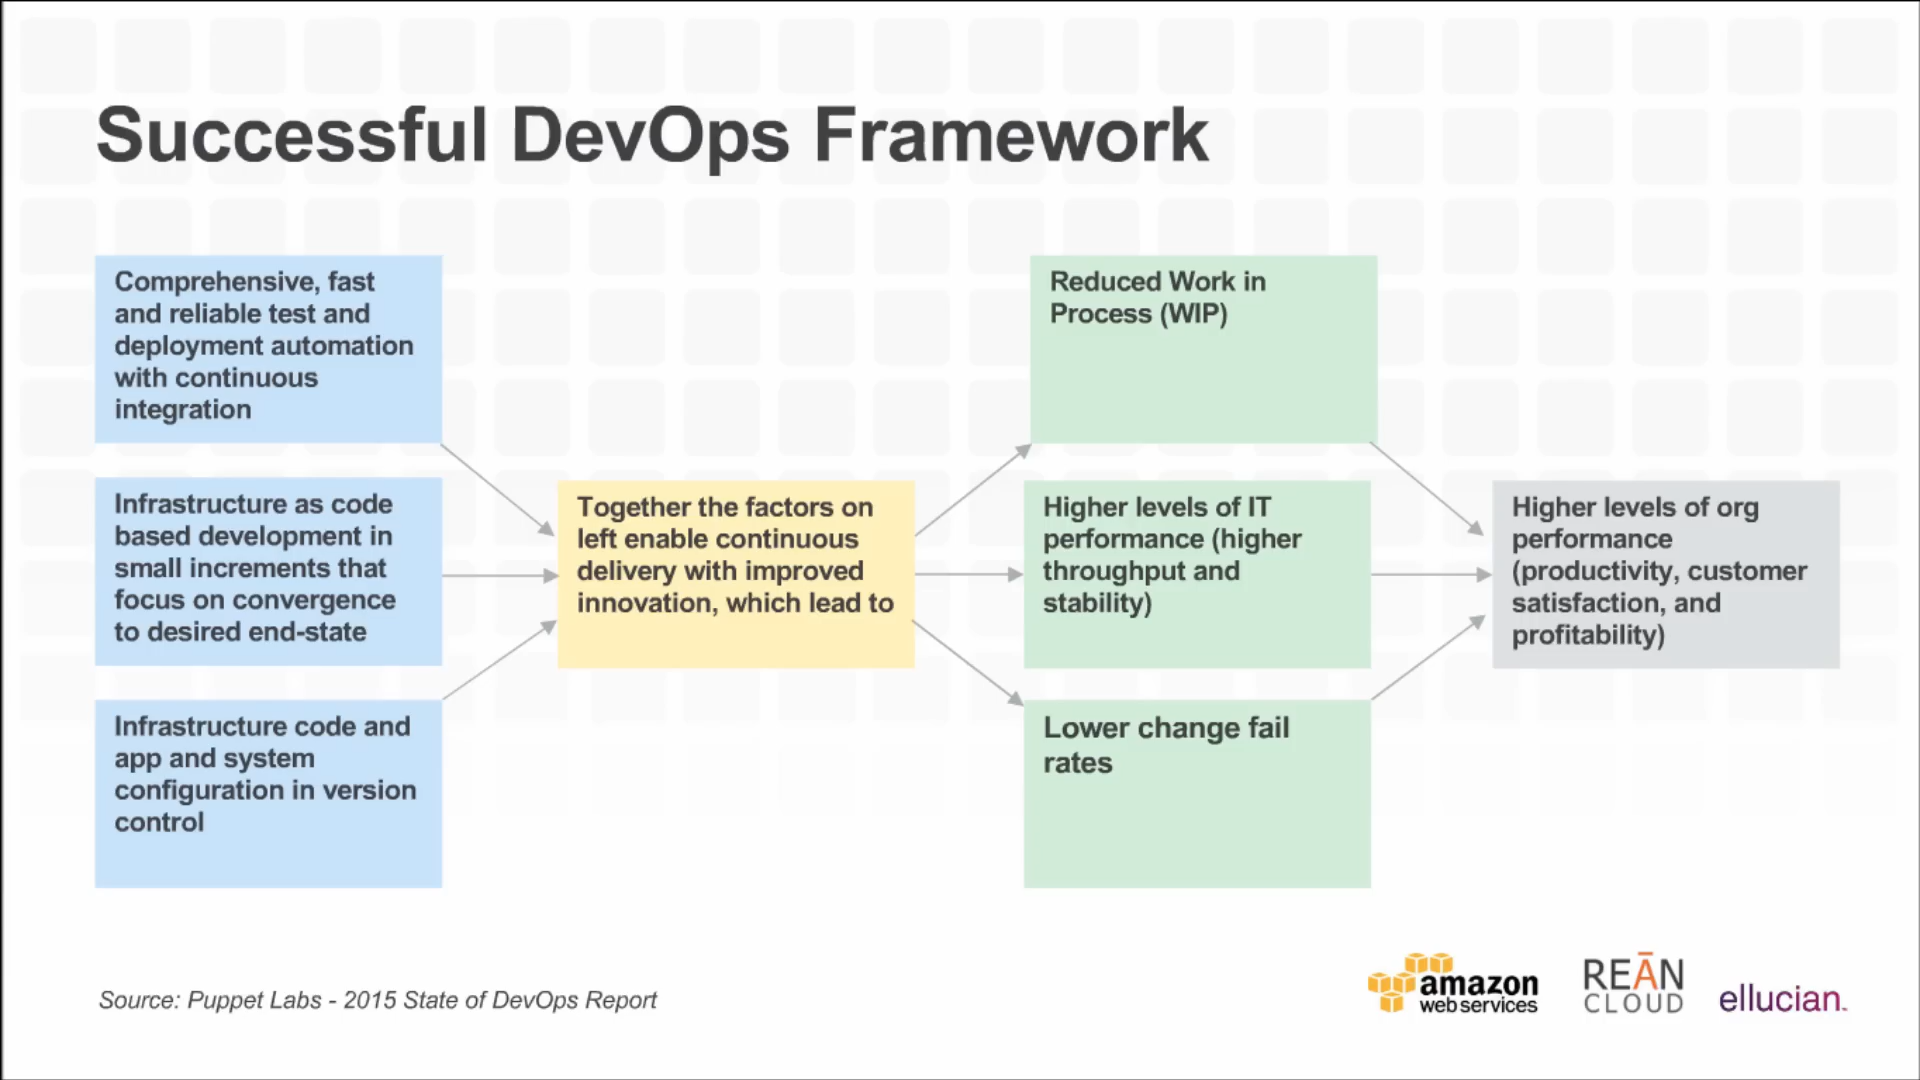 Successful DevOps Framework
Comprehensive, fast
and reliable test and
deployment automation
with continuous
integration
Infrastructure as code
based development in
small increments that
focus on convergence
to desired end-state
Infrastructure code and
app and system
configuration in version
control
Together the factors on
left enable continuous
delivery with improved
innovation, which lead to
Reduced Work in
Process (WIP)
Higher levels of IT
performance (higher
throughput and
stability)
Lower change fail
rates
Higher levels of org
performance
(productivity, customer
satisfaction, and
profitability)
Source: Puppet Labs - 2015 State of DevOps Report
amazon
webservices
REĀN
CLOUD
ellucian.